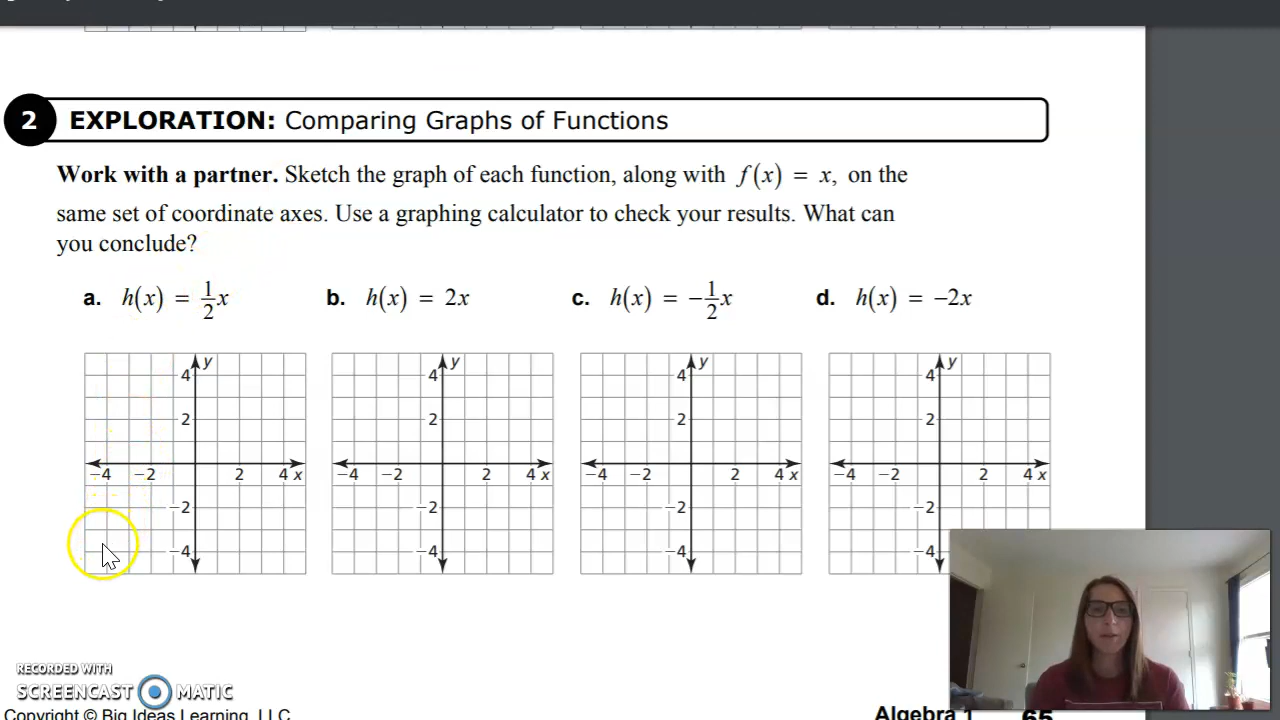 2 EXPLORATION: Comparing Graphs of Functions
Work with a partner. Sketch the graph of each function, along with f(x) = x, on the
same set of coordinate axes. Use a graphing calculator to check your results. What can
you conclude?
a. h(x) = 1/2 x b. h(x) = 2x c. h(x) = −1/2 x d. h(x) = −2x
4 y 4 y 4 y 4 y
2 2 2 2
−4 −2 2 4 x −4 −2 2 4 x −4 −2 2 4 x −4 −2 2 4 x
−2 −2 −2 −2
−4 −4 −4 −4
RECORDED WITH
SCREENCAST MATIC
Copyright © Big Ideas Learning, LLC Algebra 1 65